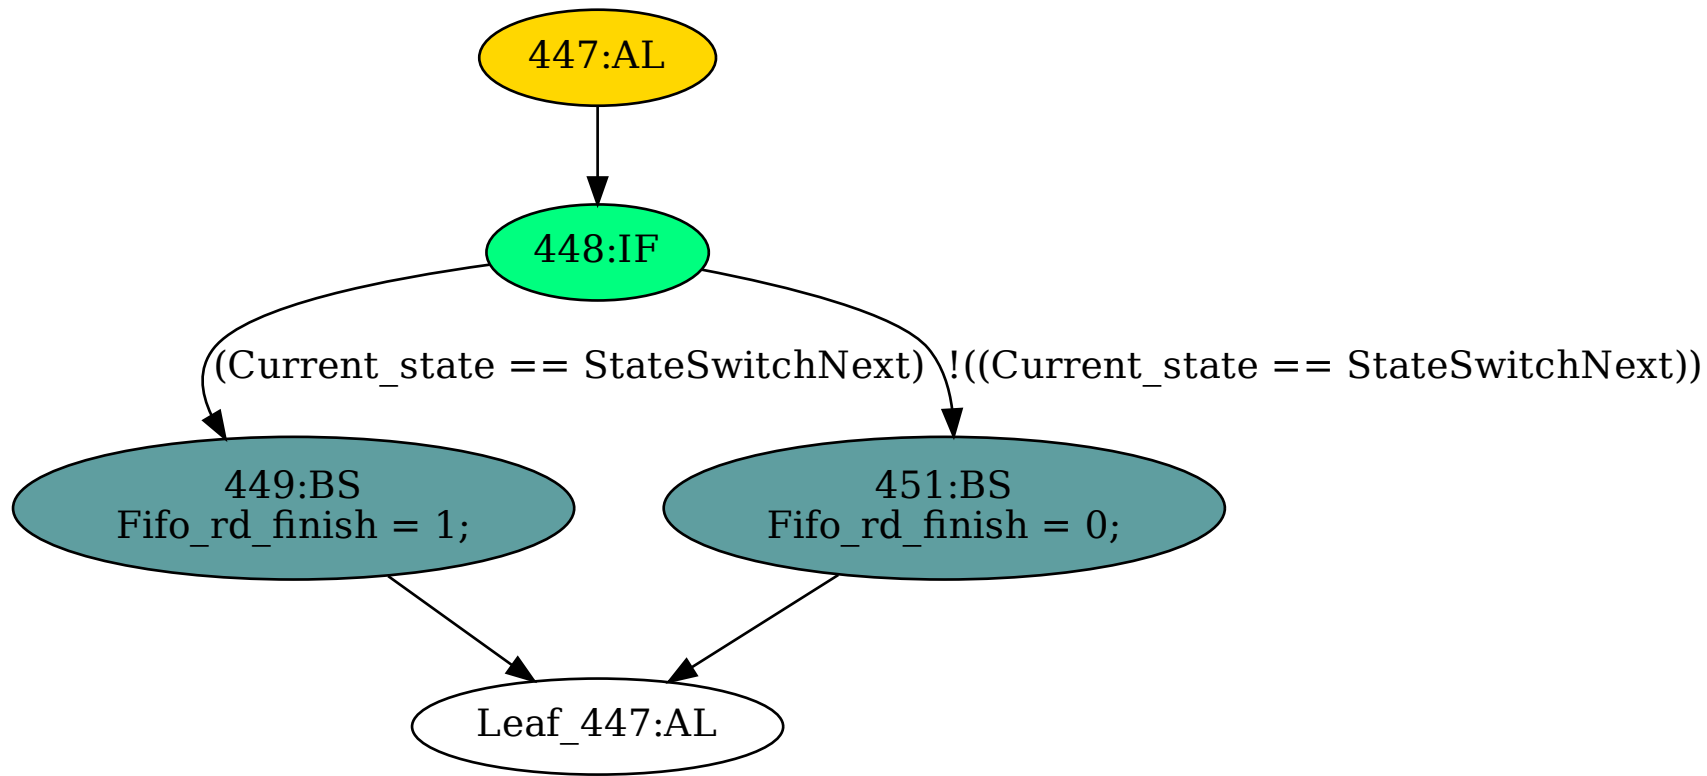 447:AL
448:IF
(Current_state == StateSwitchNext)
!((Current_state == StateSwitchNext))
449:BS
Fifo_rd_finish = 1;
451:BS
Fifo_rd_finish = 0;
Leaf_447:AL